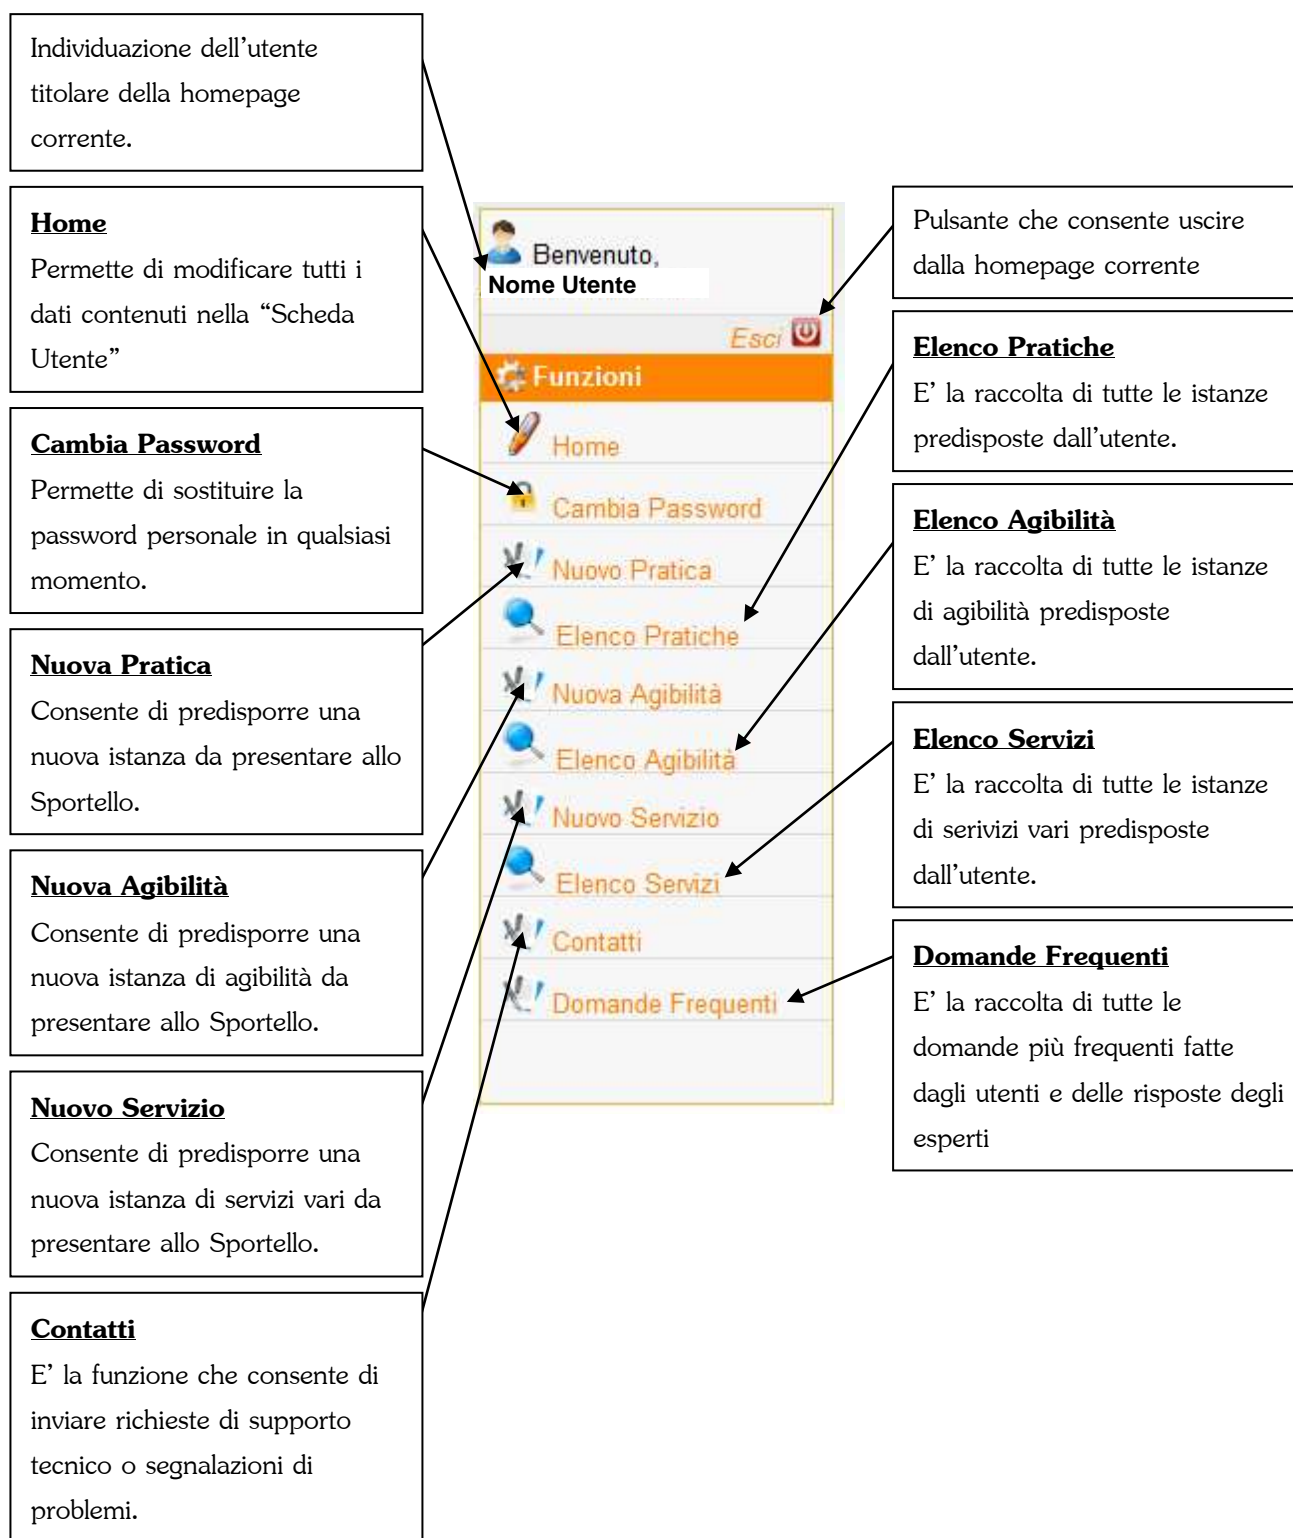 Individuazione dell'utente
titolare della homepage
corrente.
Home
Permette di modificare tutti i
dati contenuti nella “Scheda
Utente”
Cambia Password
Permette di sostituire la
password personale in qualsiasi
momento.
Nuova Pratica
Consente di predisporre una
nuova istanza da presentare allo
Sportello.
Nuova Agibilità
Consente di predisporre una
nuova istanza di agibilità da
presentare allo Sportello.
Nuovo Servizio
Consente di predisporre una
nuova istanza di servizi vari da
presentare allo Sportello.
Contatti
E' la funzione che consente di
inviare richieste di supporto
tecnico o segnalazioni di
problemi.
Benvenuto,
Nome Utente
Esci
Funzioni
Home
Cambia Password
Nuovo Pratica
Elenco Pratiche
Nuova Agibilità
Elenco Agibilità
Nuovo Servizio
Elenco Servizi
Contatti
Domande Frequenti
Pulsante che consente uscire
dalla homepage corrente
Elenco Pratiche
E' la raccolta di tutte le istanze
predisposte dall'utente.
Elenco Agibilità
E' la raccolta di tutte le istanze
di agibilità predisposte
dall'utente.
Elenco Servizi
E' la raccolta di tutte le istanze
di serivizi vari predisposte
dall'utente.
Domande Frequenti
E' la raccolta di tutte le
domande più frequenti fatte
dagli utenti e delle risposte degli
esperti